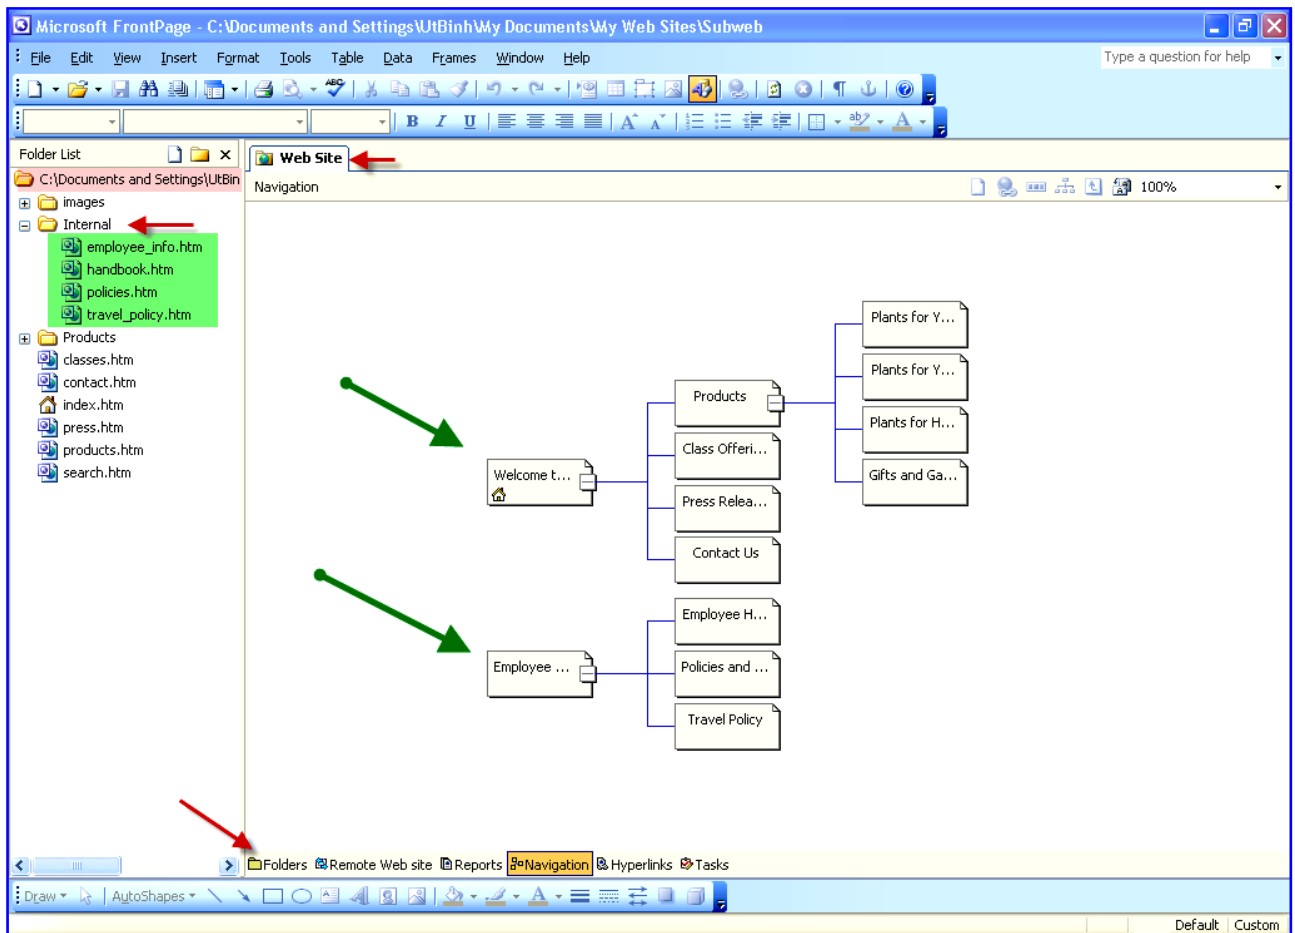 Microsoft FrontPage - C:\Documents and Settings\UtBinh\My Documents\My Web Sites\Subweb
File Edit View Insert Format Tools Table Data Frames Window Help
Type a question for help
Folder List
Web Site
C:\Documents and Settings\UtBin
Navigation
100%
images
Internal
employee_info.htm
handbook.htm
policies.htm
travel_policy.htm
Products
classes.htm
contact.htm
index.htm
press.htm
products.htm
search.htm
Plants for Y...
Plants for Y...
Products
Plants for H...
Class Offeri...
Welcome t...
Gifts and Ga...
Press Relea...
Contact Us
Employee H...
Employee ...
Policies and ...
Travel Policy
Folders Remote Web site Reports Navigation Hyperlinks Tasks
Draw AutoShapes
Default Custom